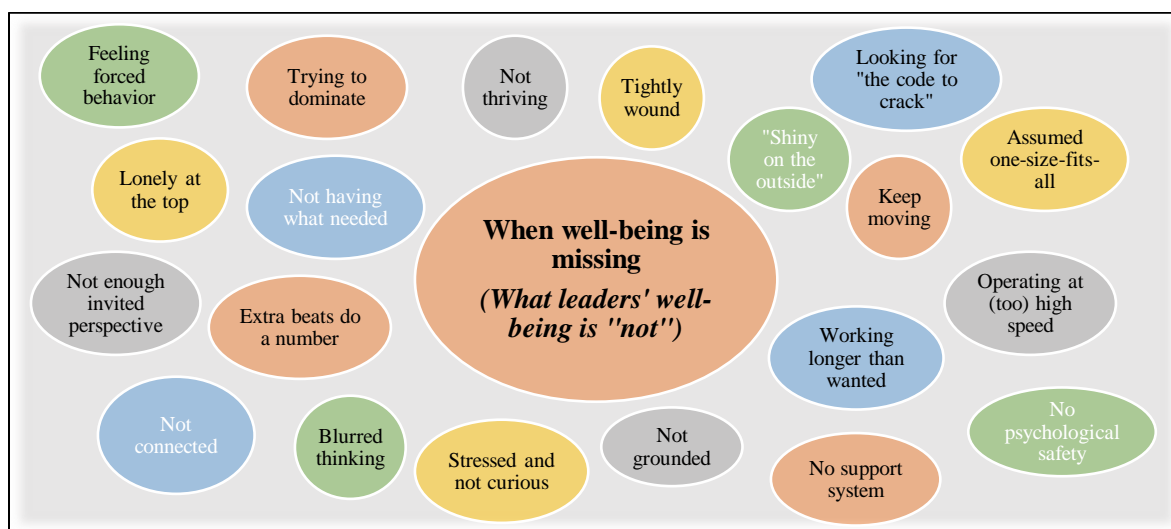 Feeling
forced
behavior
Trying to
dominate
Not
thriving
Tightly
wound
Looking for
"the code to
crack"
"Shiny
on the
outside"
Assumed
one-size-fits-
all
Lonely at
the top
Not having
what needed
Keep
moving
When well-being is
missing
(What leaders' well-
being is "not")
Not enough
invited
perspective
Extra beats do
a number
Operating at
(too) high
speed
Working
longer than
wanted
Not
connected
Blurred
thinking
Stressed and
not curious
Not
grounded
No support
system
No
psychological
safety